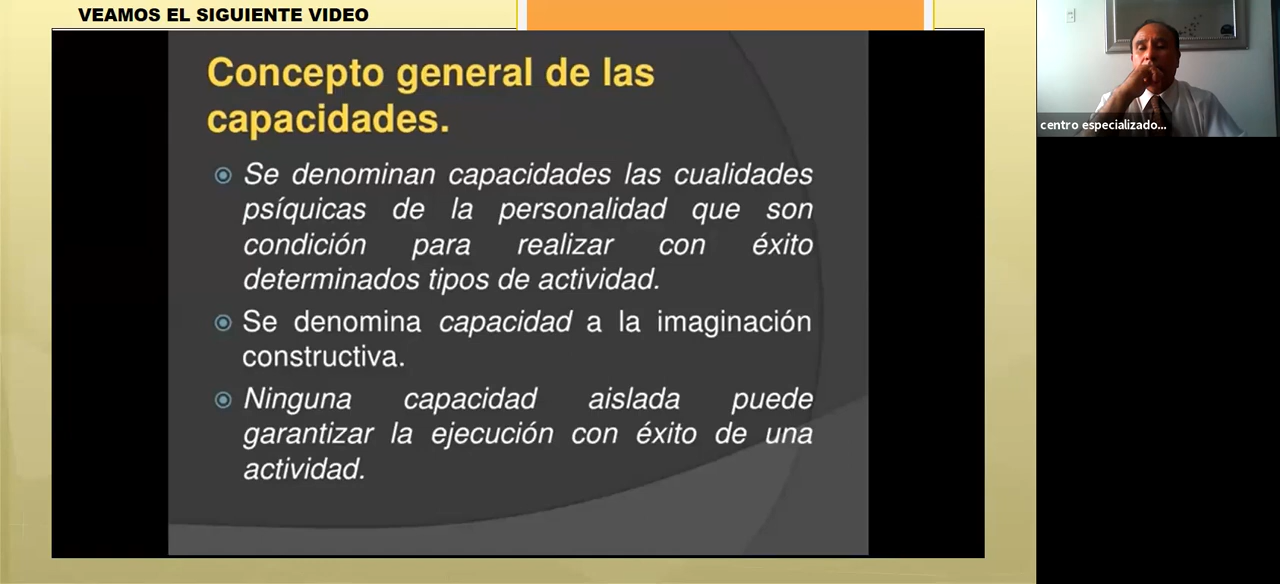 VEAMOS EL SIGUIENTE VIDEO
Concepto general de las
capacidades.
Se denominan capacidades las cualidades
psíquicas de la personalidad que son
condición para realizar con éxito
determinados tipos de actividad.
Se denomina capacidad a la imaginación
constructiva.
Ninguna capacidad aislada puede
garantizar la ejecución con éxito de una
actividad.
centro especializado...